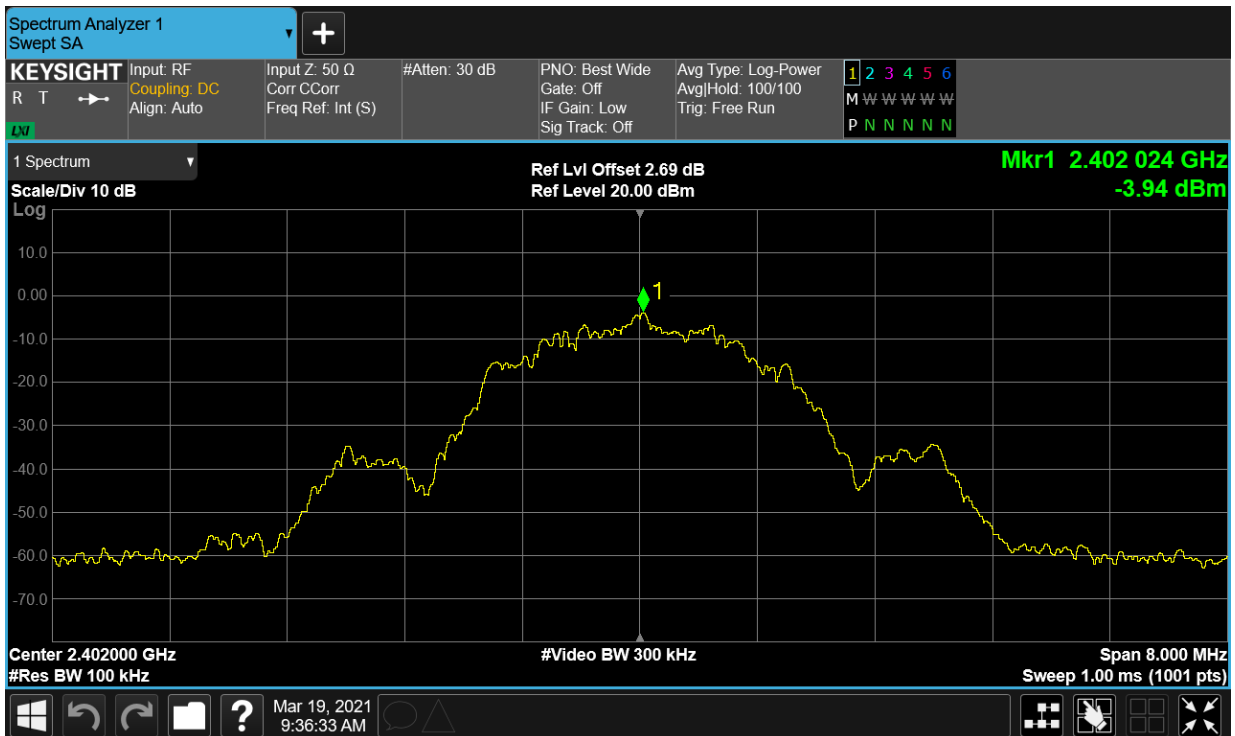 Spectrum Analyzer 1
Swept SA
KEYSIGHT
R T
LXI
Input: RF
Coupling: DC
Align: Auto
Input Z: 50 Ω
Corr CCorr
Freq Ref: Int (S)
#Atten: 30 dB
PNO: Best Wide
Gate: Off
IF Gain: Low
Sig Track: Off
Avg Type: Log-Power
Avg|Hold: 100/100
Trig: Free Run
1 2 3 4 5 6
M W W W W W
P N N N N N
1 Spectrum
Scale/Div 10 dB
Log
Ref Lvl Offset 2.69 dB
Ref Level 20.00 dBm
Mkr1 2.402 024 GHz
-3.94 dBm
10.0
0.00
-10.0
-20.0
-30.0
-40.0
-50.0
-60.0
-70.0
1
Center 2.402000 GHz
#Res BW 100 kHz
#Video BW 300 kHz
Span 8.000 MHz
Sweep 1.00 ms (1001 pts)
?
Mar 19, 2021
9:36:33 AM